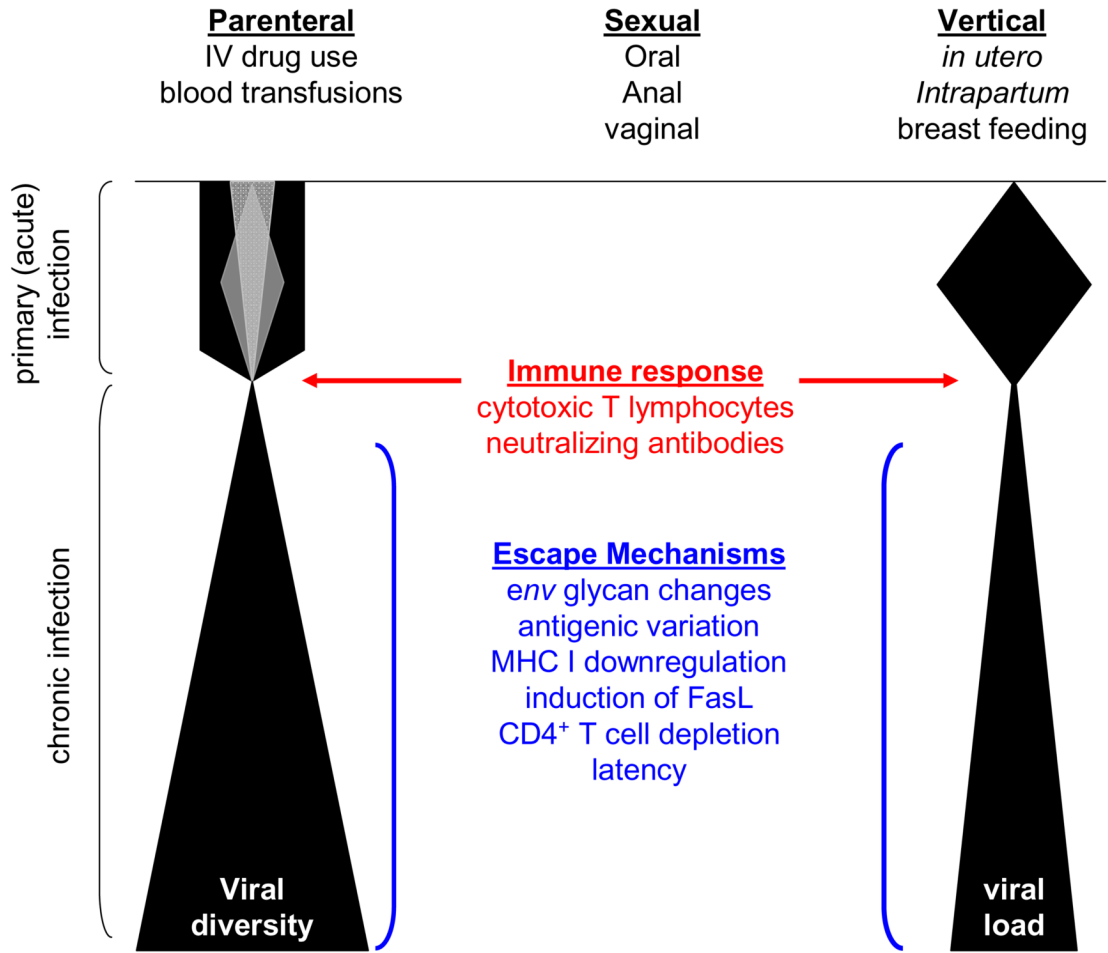 Parenteral
IV drug use
blood transfusions
Sexual
Oral
Anal
vaginal
Vertical
in utero
Intrapartum
breast feeding
primary (acute)
infection
Immune response
cytotoxic T lymphocytes
neutralizing antibodies
chronic infection
Escape Mechanisms
env glycan changes
antigenic variation
MHC I downregulation
induction of FasL
CD4⁺ T cell depletion
latency
Viral
diversity
viral
load